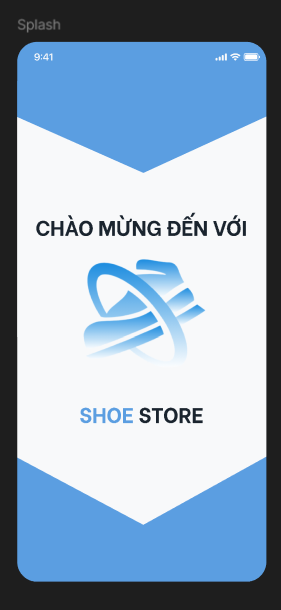 Splash
9:41
CHÀO MỪNG ĐẾN VỚI
SHOE STORE